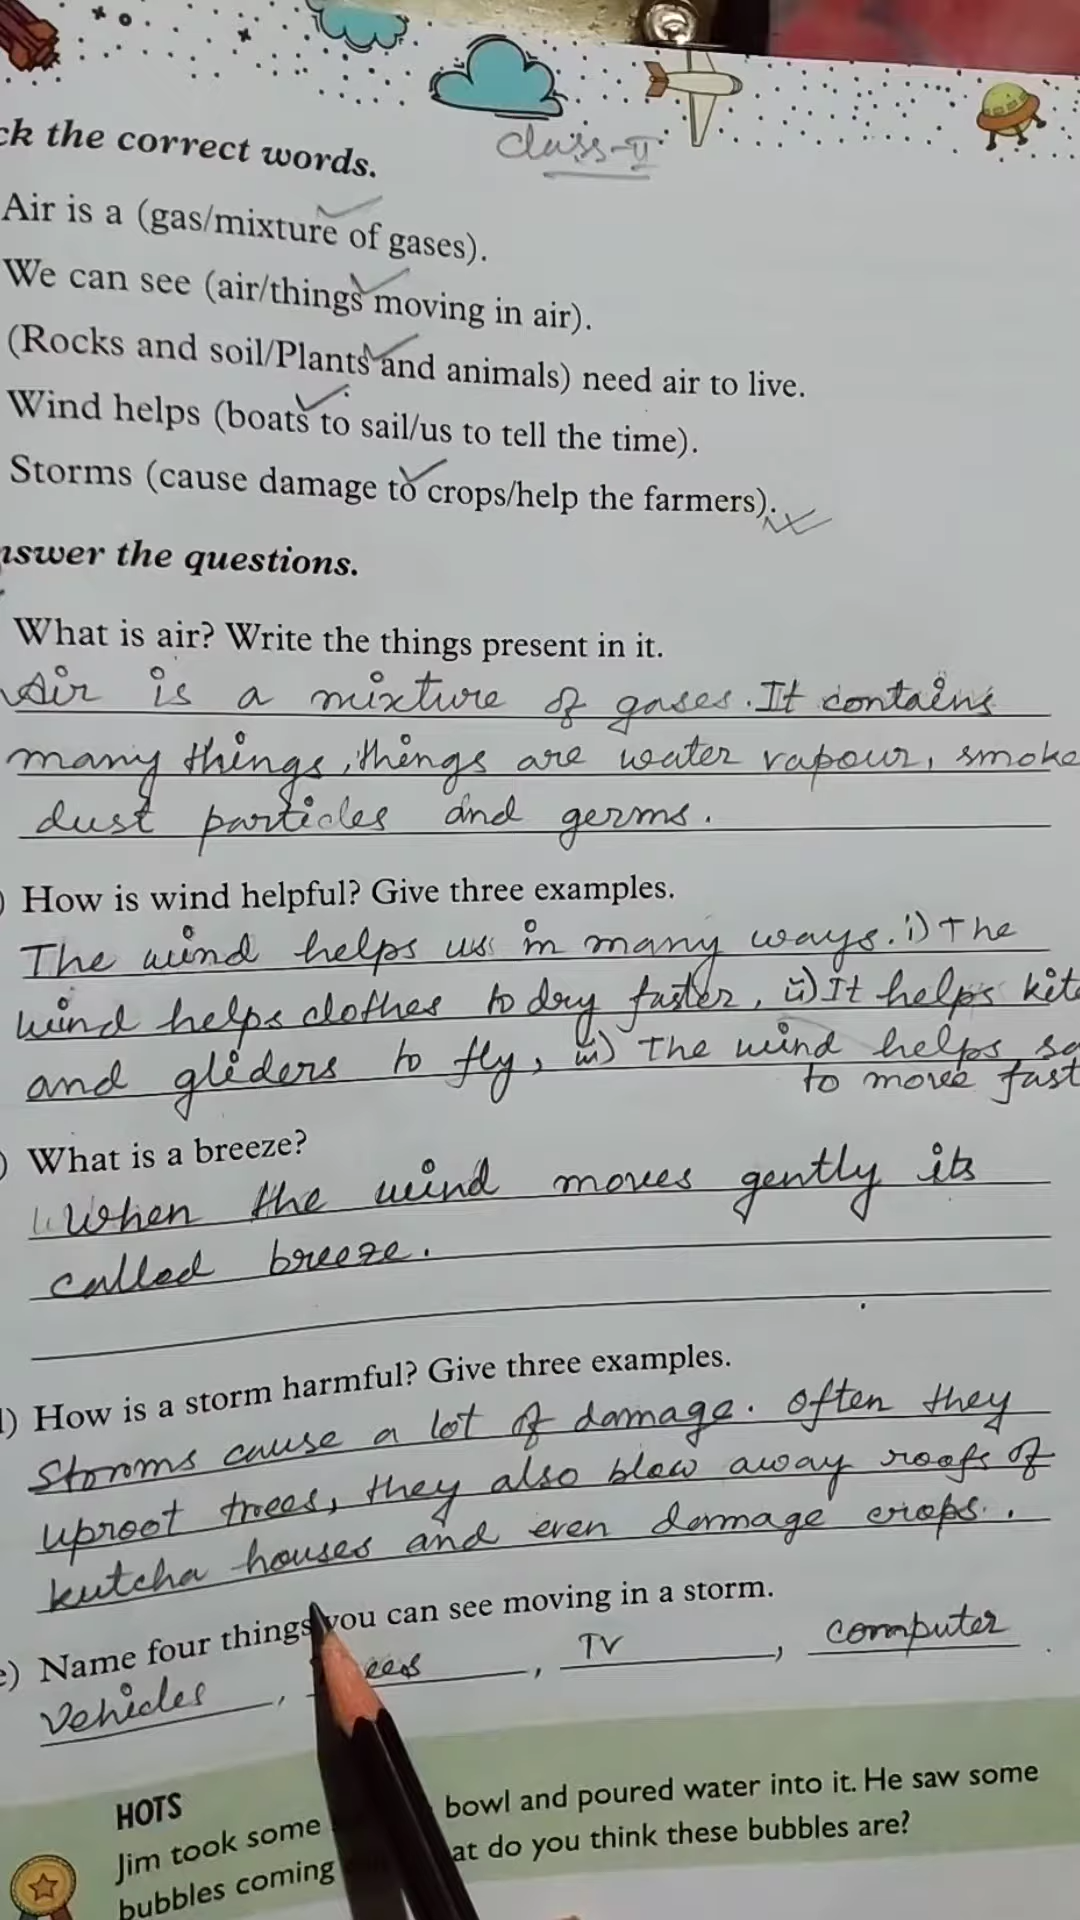 ck the correct words.
Class-II
Air is a (gas/mixture of gases).
We can see (air/things moving in air).
(Rocks and soil/Plants and animals) need air to live.
Wind helps (boats to sail/us to tell the time).
Storms (cause damage to crops/help the farmers).
nswer the questions.
What is air? Write the things present in it.
Air is a mixture of gases. It contains
many things, things are water vapour, smoke
dust particles and germs.
) How is wind helpful? Give three examples.
The wind helps us in many ways. i) The
wind helps clothes to dry faster, ii) It helps kite
and gliders to fly, iii) The wind helps sa
to move fast
) What is a breeze?
When the wind moves gently its
called breeze.
d) How is a storm harmful? Give three examples.
Storms cause a lot of damage. often they
uproot trees, they also blow away roofs of
kutcha houses and even damage crops.
e) Name four things you can see moving in a storm.
Vehicles, ees, TV, computer.
HOTS
Jim took some bowl and poured water into it. He saw some
bubbles coming at do you think these bubbles are?